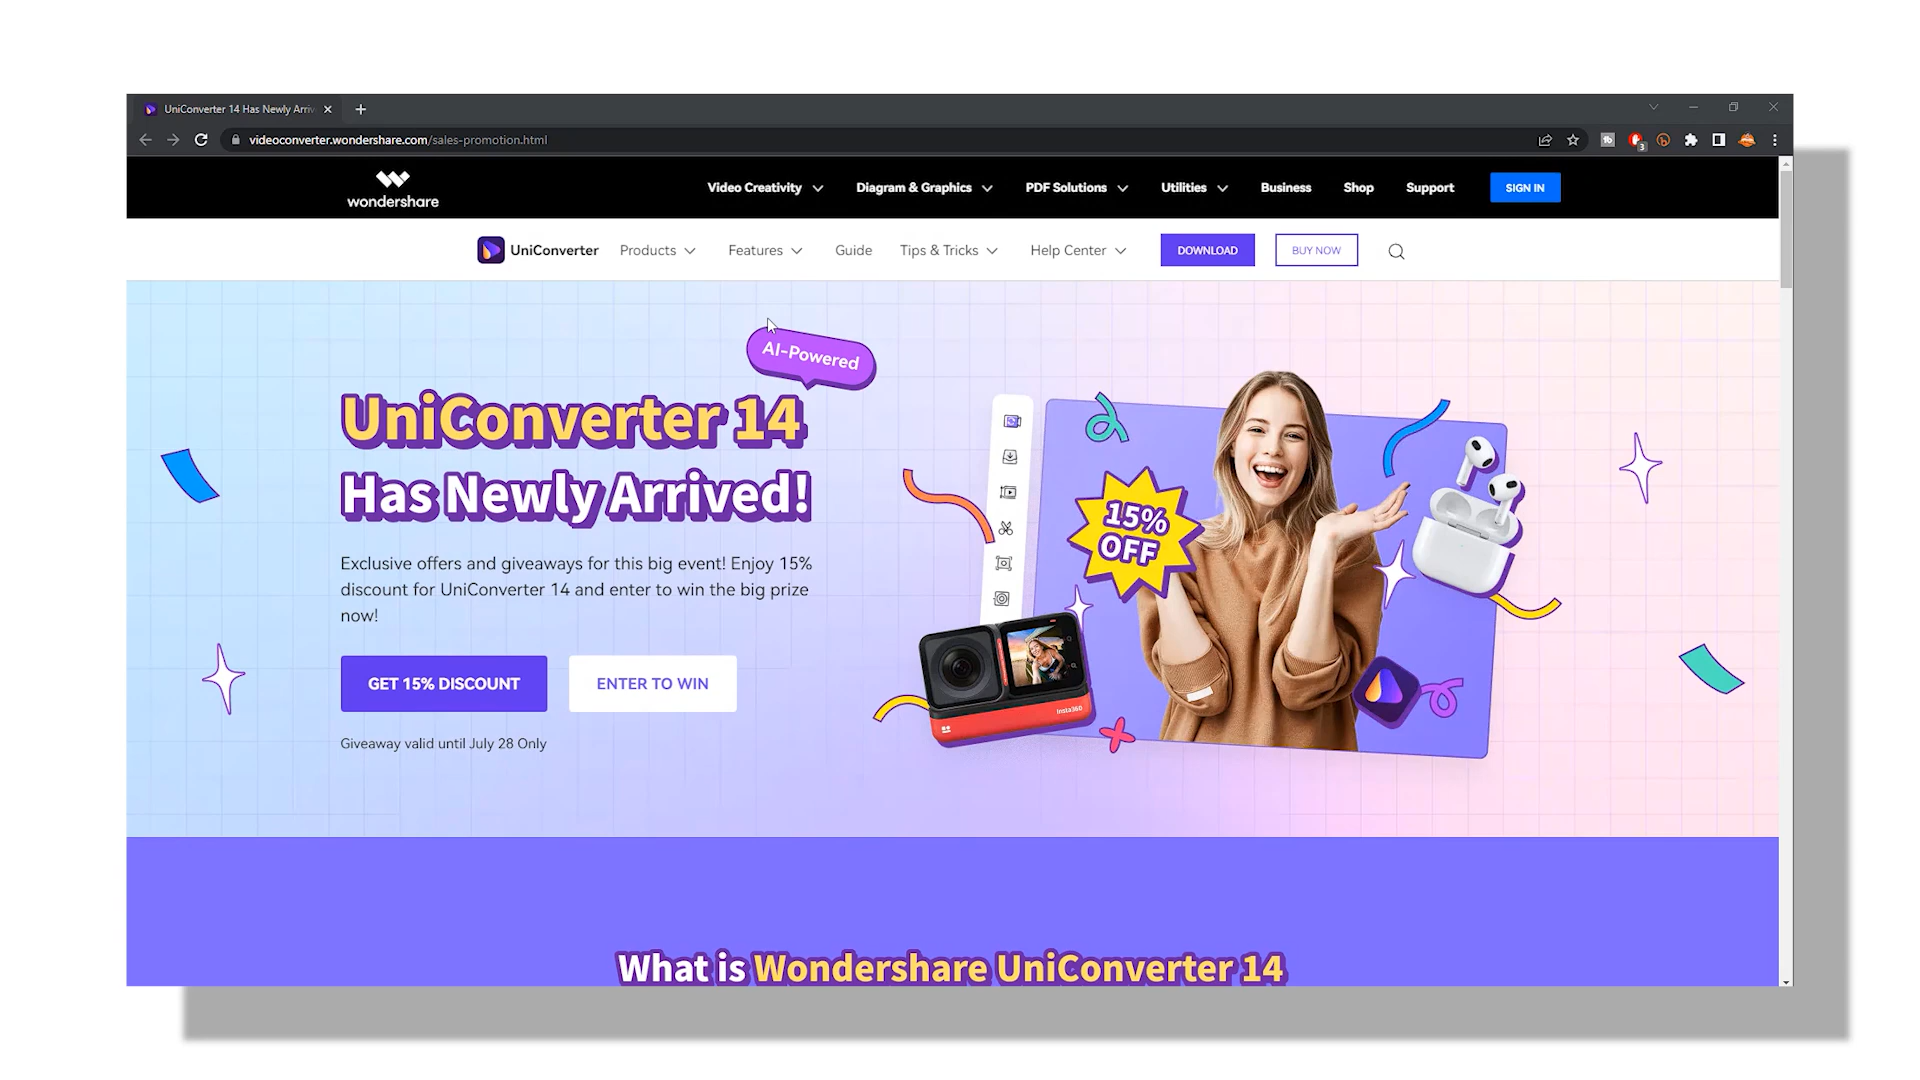 UniConverter 14 Has Newly Arriv
videoconverter.wondershare.com/sales-promotion.html
3
wondershare
Video Creativity
Diagram & Graphics
PDF Solutions
Utilities
Business
Shop
Support
SIGN IN
UniConverter
Products
Features
Guide
Tips & Tricks
Help Center
DOWNLOAD
BUY NOW
AI-Powered
UniConverter 14
Has Newly Arrived!
Exclusive offers and giveaways for this big event! Enjoy 15%
discount for UniConverter 14 and enter to win the big prize
now!
GET 15% DISCOUNT
ENTER TO WIN
Giveaway valid until July 28 Only
15%
OFF
Insta360
What is Wondershare UniConverter 14